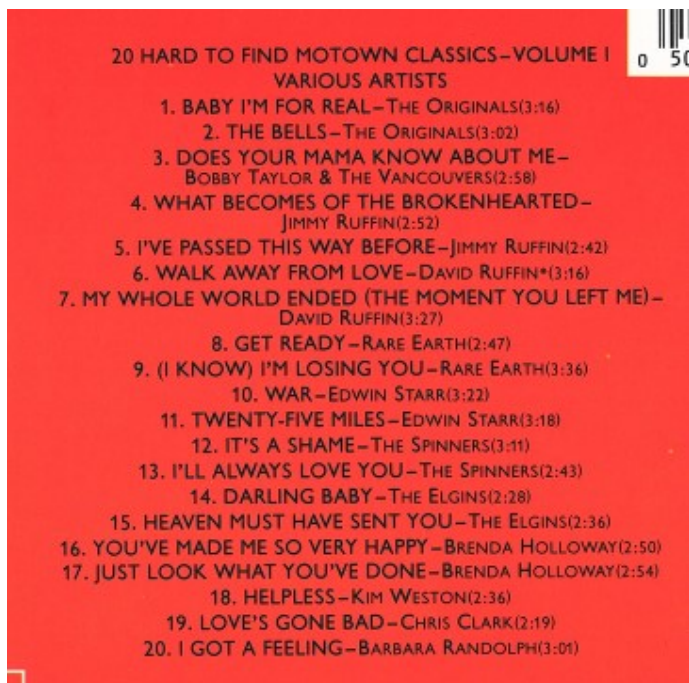 0 50
20 HARD TO FIND MOTOWN CLASSICS–VOLUME I
VARIOUS ARTISTS
1. BABY I'M FOR REAL–THE ORIGINALS(3:16)
2. THE BELLS–THE ORIGINALS(3:02)
3. DOES YOUR MAMA KNOW ABOUT ME–
BOBBY TAYLOR & THE VANCOUVERS(2:58)
4. WHAT BECOMES OF THE BROKENHEARTED–
JIMMY RUFFIN(2:52)
5. I'VE PASSED THIS WAY BEFORE–JIMMY RUFFIN(2:42)
6. WALK AWAY FROM LOVE–DAVID RUFFIN*(3:16)
7. MY WHOLE WORLD ENDED (THE MOMENT YOU LEFT ME)–
DAVID RUFFIN(3:27)
8. GET READY–RARE EARTH(2:47)
9. (I KNOW) I'M LOSING YOU–RARE EARTH(3:36)
10. WAR–EDWIN STARR(3:22)
11. TWENTY-FIVE MILES–EDWIN STARR(3:18)
12. IT'S A SHAME–THE SPINNERS(3:11)
13. I'LL ALWAYS LOVE YOU–THE SPINNERS(2:43)
14. DARLING BABY–THE ELGINS(2:28)
15. HEAVEN MUST HAVE SENT YOU–THE ELGINS(2:36)
16. YOU'VE MADE ME SO VERY HAPPY–BRENDA HOLLOWAY(2:50)
17. JUST LOOK WHAT YOU'VE DONE–BRENDA HOLLOWAY(2:54)
18. HELPLESS–KIM WESTON(2:36)
19. LOVE'S GONE BAD–CHRIS CLARK(2:19)
20. I GOT A FEELING–BARBARA RANDOLPH(3:01)